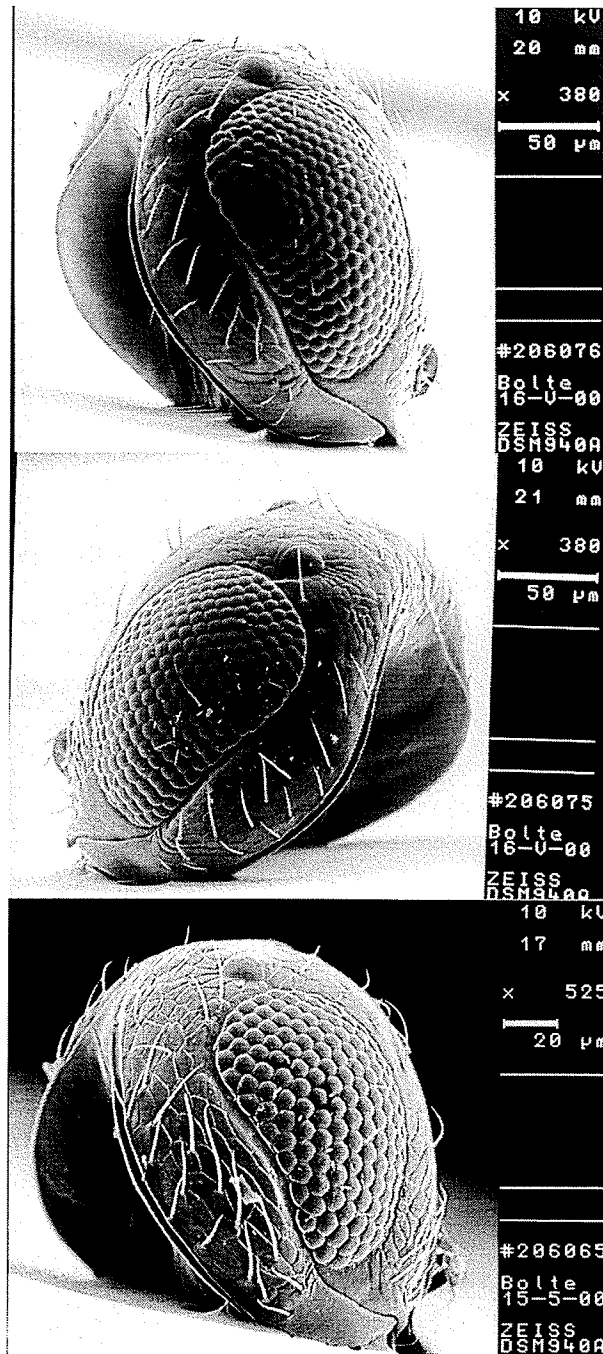 10 kV
20 mm
× 380
50 µm
#206076
Bolte
16-V-00
ZEISS
DSM940A
10 kV
21 mm
× 380
50 µm
#206075
Bolte
16-V-00
ZEISS
DSM940A
10 kV
17 mm
× 525
20 µm
#206065
Bolte
15-5-00
ZEISS
DSM940A